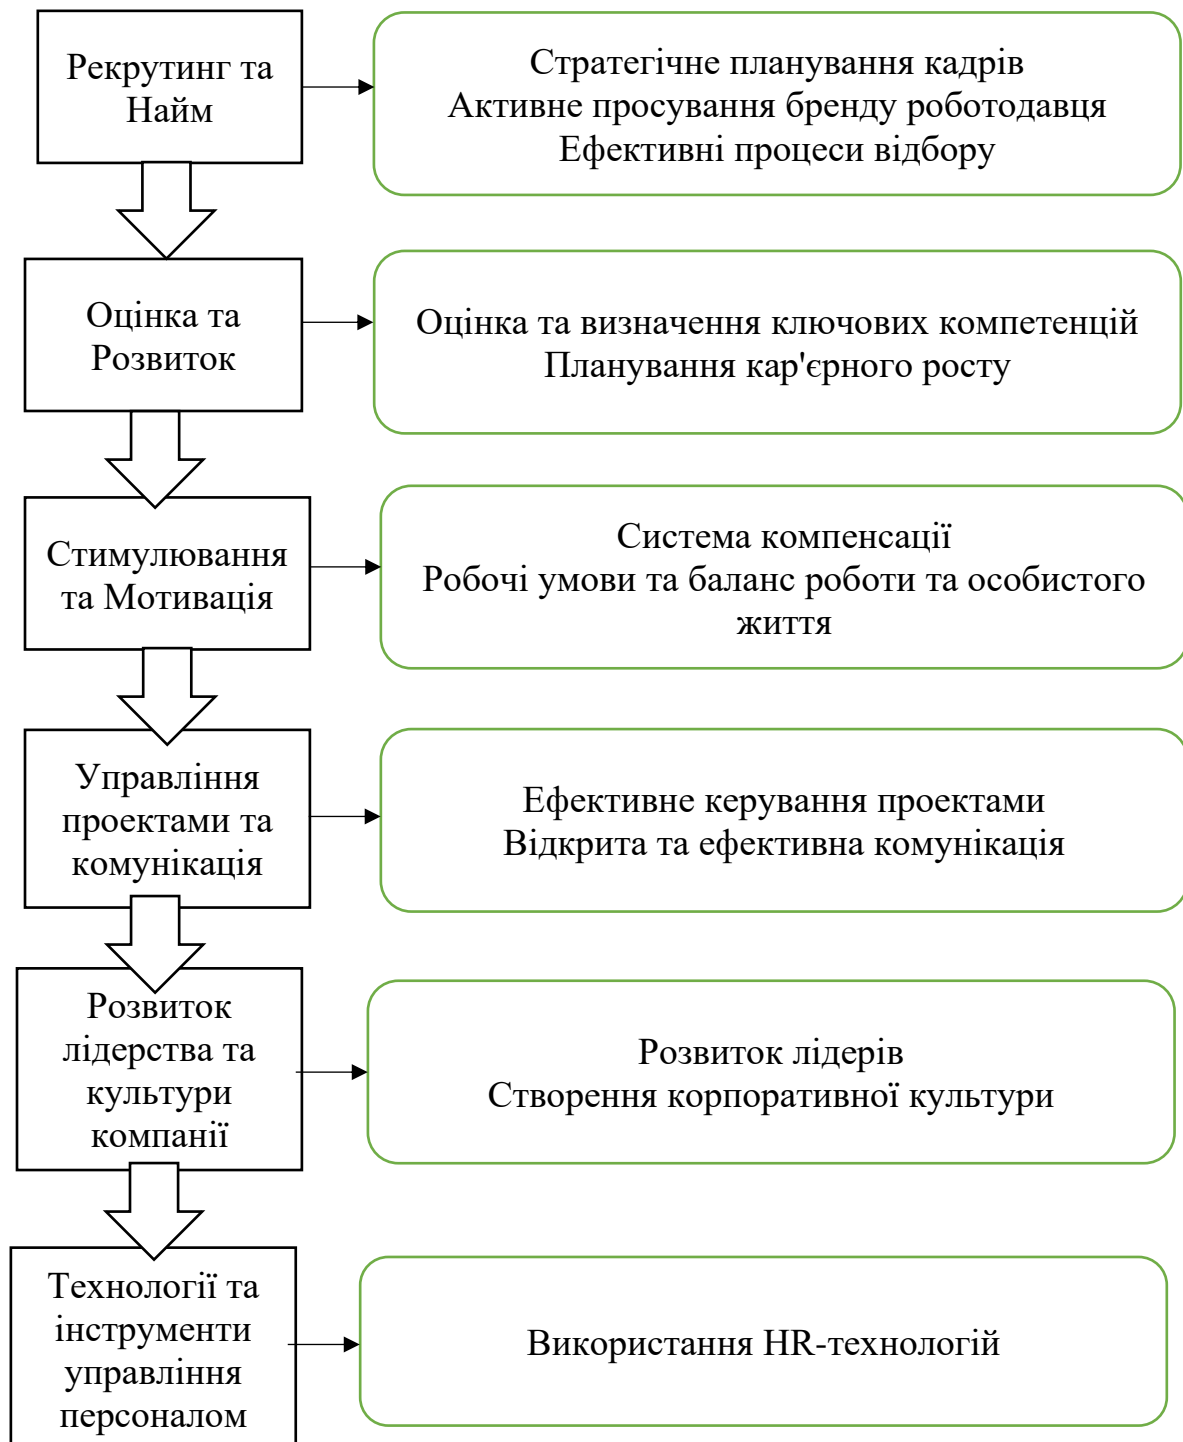 Рекрутинг та
Найм
Стратегічне планування кадрів
Активне просування бренду роботодавця
Ефективні процеси відбору
Оцінка та
Розвиток
Оцінка та визначення ключових компетенцій
Планування кар'єрного росту
Стимулювання
та Мотивація
Система компенсації
Робочі умови та баланс роботи та особистого
життя
Управління
проектами та
комунікація
Ефективне керування проектами
Відкрита та ефективна комунікація
Розвиток
лідерства та
культури
компанії
Розвиток лідерів
Створення корпоративної культури
Технології та
інструменти
управління
персоналом
Використання HR-технологій